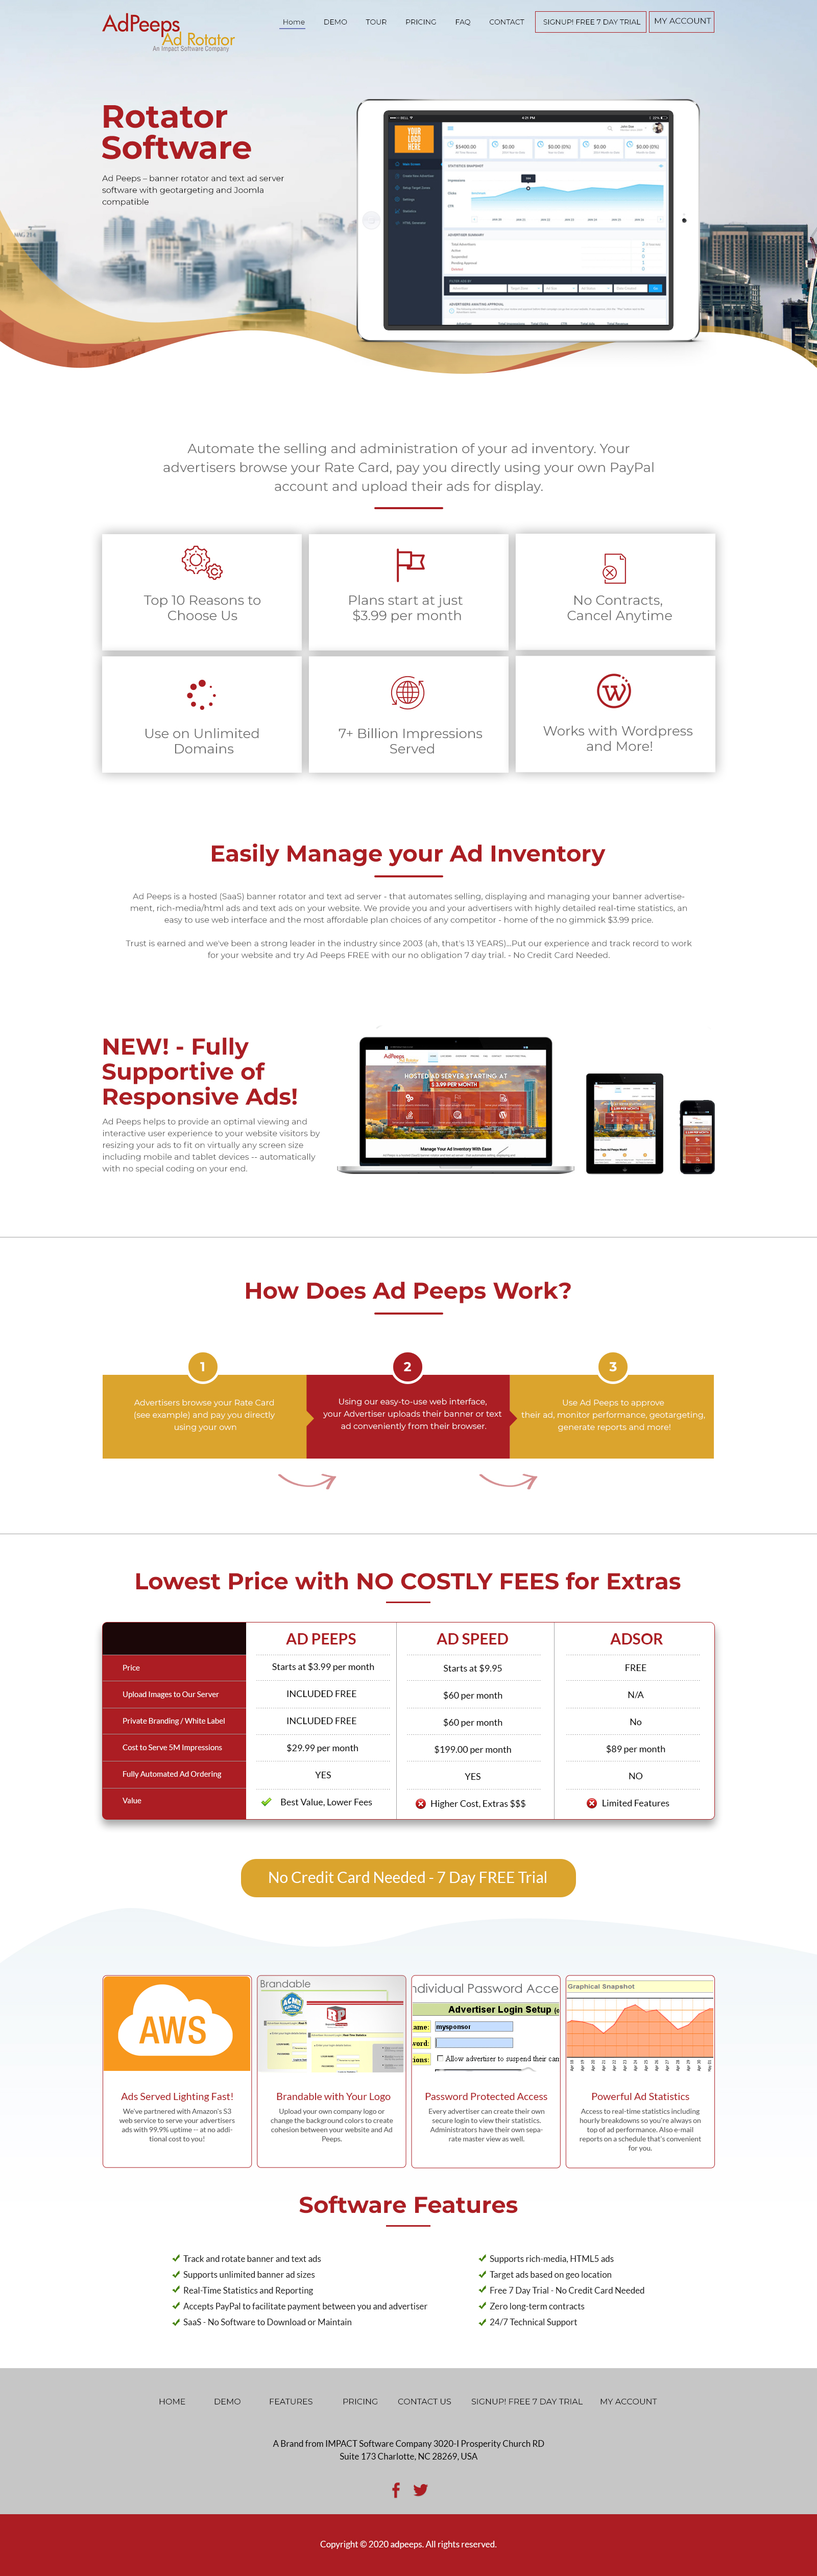 AdPeeps
Ad Rotator
An Impact Software Company
Home DEMO TOUR PRICING FAQ CONTACT SIGNUP! FREE 7 DAY TRIAL MY ACCOUNT
Rotator
Software
Ad Peeps – banner rotator and text ad server
software with geotargeting and Joomla
compatible
YOUR
LOGO
HERE
Automate the selling and administration of your ad inventory. Your
advertisers browse your Rate Card, pay you directly using your own PayPal
account and upload their ads for display.
Top 10 Reasons to
Choose Us
Plans start at just
$3.99 per month
No Contracts,
Cancel Anytime
Use on Unlimited
Domains
7+ Billion Impressions
Served
Works with Wordpress
and More!
Easily Manage your Ad Inventory
Ad Peeps is a hosted (SaaS) banner rotator and text ad server - that automates selling, displaying and managing your banner advertise-
ment, rich-media/html ads and text ads on your website. We provide you and your advertisers with highly detailed real-time statistics, an
easy to use web interface and the most affordable plan choices of any competitor - home of the no gimmick $3.99 price.
Trust is earned and we've been a strong leader in the industry since 2003 (ah, that's 13 YEARS)...Put our experience and track record to work
for your website and try Ad Peeps FREE with our no obligation 7 day trial. - No Credit Card Needed.
NEW! - Fully
Supportive of
Responsive Ads!
Ad Peeps helps to provide an optimal viewing and
interactive user experience to your website visitors by
resizing your ads to fit on virtually any screen size
including mobile and tablet devices -- automatically
with no special coding on your end.
HOSTED AD SERVER STARTING AT
$ 3.99 PER MONTH
Manage Your Ad Inventory With Ease
How Does Ad Peeps Work?
1
Advertisers browse your Rate Card
(see example) and pay you directly
using your own
2
Using our easy-to-use web interface,
your Advertiser uploads their banner or text
ad conveniently from their browser.
3
Use Ad Peeps to approve
their ad, monitor performance, geotargeting,
generate reports and more!
Lowest Price with NO COSTLY FEES for Extras
AD PEEPS AD SPEED ADSOR
Price Starts at $3.99 per month Starts at $9.95 FREE
Upload Images to Our Server INCLUDED FREE $60 per month N/A
Private Branding / White Label INCLUDED FREE $60 per month No
Cost to Serve 5M Impressions $29.99 per month $199.00 per month $89 per month
Fully Automated Ad Ordering YES YES NO
Value Best Value, Lower Fees Higher Cost, Extras $$$ Limited Features
No Credit Card Needed - 7 Day FREE Trial
AWS
Ads Served Lighting Fast!
We've partnered with Amazon's S3
web service to serve your advertisers
ads with 99.9% uptime -- at no addi-
tional cost to you!
Brandable
ACME
Brandable with Your Logo
Upload your own company logo or
change the background colors to create
cohesion between your website and Ad
Peeps.
ndividual Password Acce
Advertiser Login Setup
ame: mysponsor
word:
ions: Allow advertiser to suspend their can
Password Protected Access
Every advertiser can create their own
secure login to view their statistics.
Administrators have their own sepa-
rate master view as well.
Graphical Snapshot
Powerful Ad Statistics
Access to real-time statistics including
hourly breakdowns so you're always on
top of ad performance. Also e-mail
reports on a schedule that's convenient
for you.
Software Features
Track and rotate banner and text ads
Supports unlimited banner ad sizes
Real-Time Statistics and Reporting
Accepts PayPal to facilitate payment between you and advertiser
SaaS - No Software to Download or Maintain
Supports rich-media, HTML5 ads
Target ads based on geo location
Free 7 Day Trial - No Credit Card Needed
Zero long-term contracts
24/7 Technical Support
HOME DEMO FEATURES PRICING CONTACT US SIGNUP! FREE 7 DAY TRIAL MY ACCOUNT
A Brand from IMPACT Software Company 3020-I Prosperity Church RD
Suite 173 Charlotte, NC 28269, USA
Copyright © 2020 adpeeps. All rights reserved.